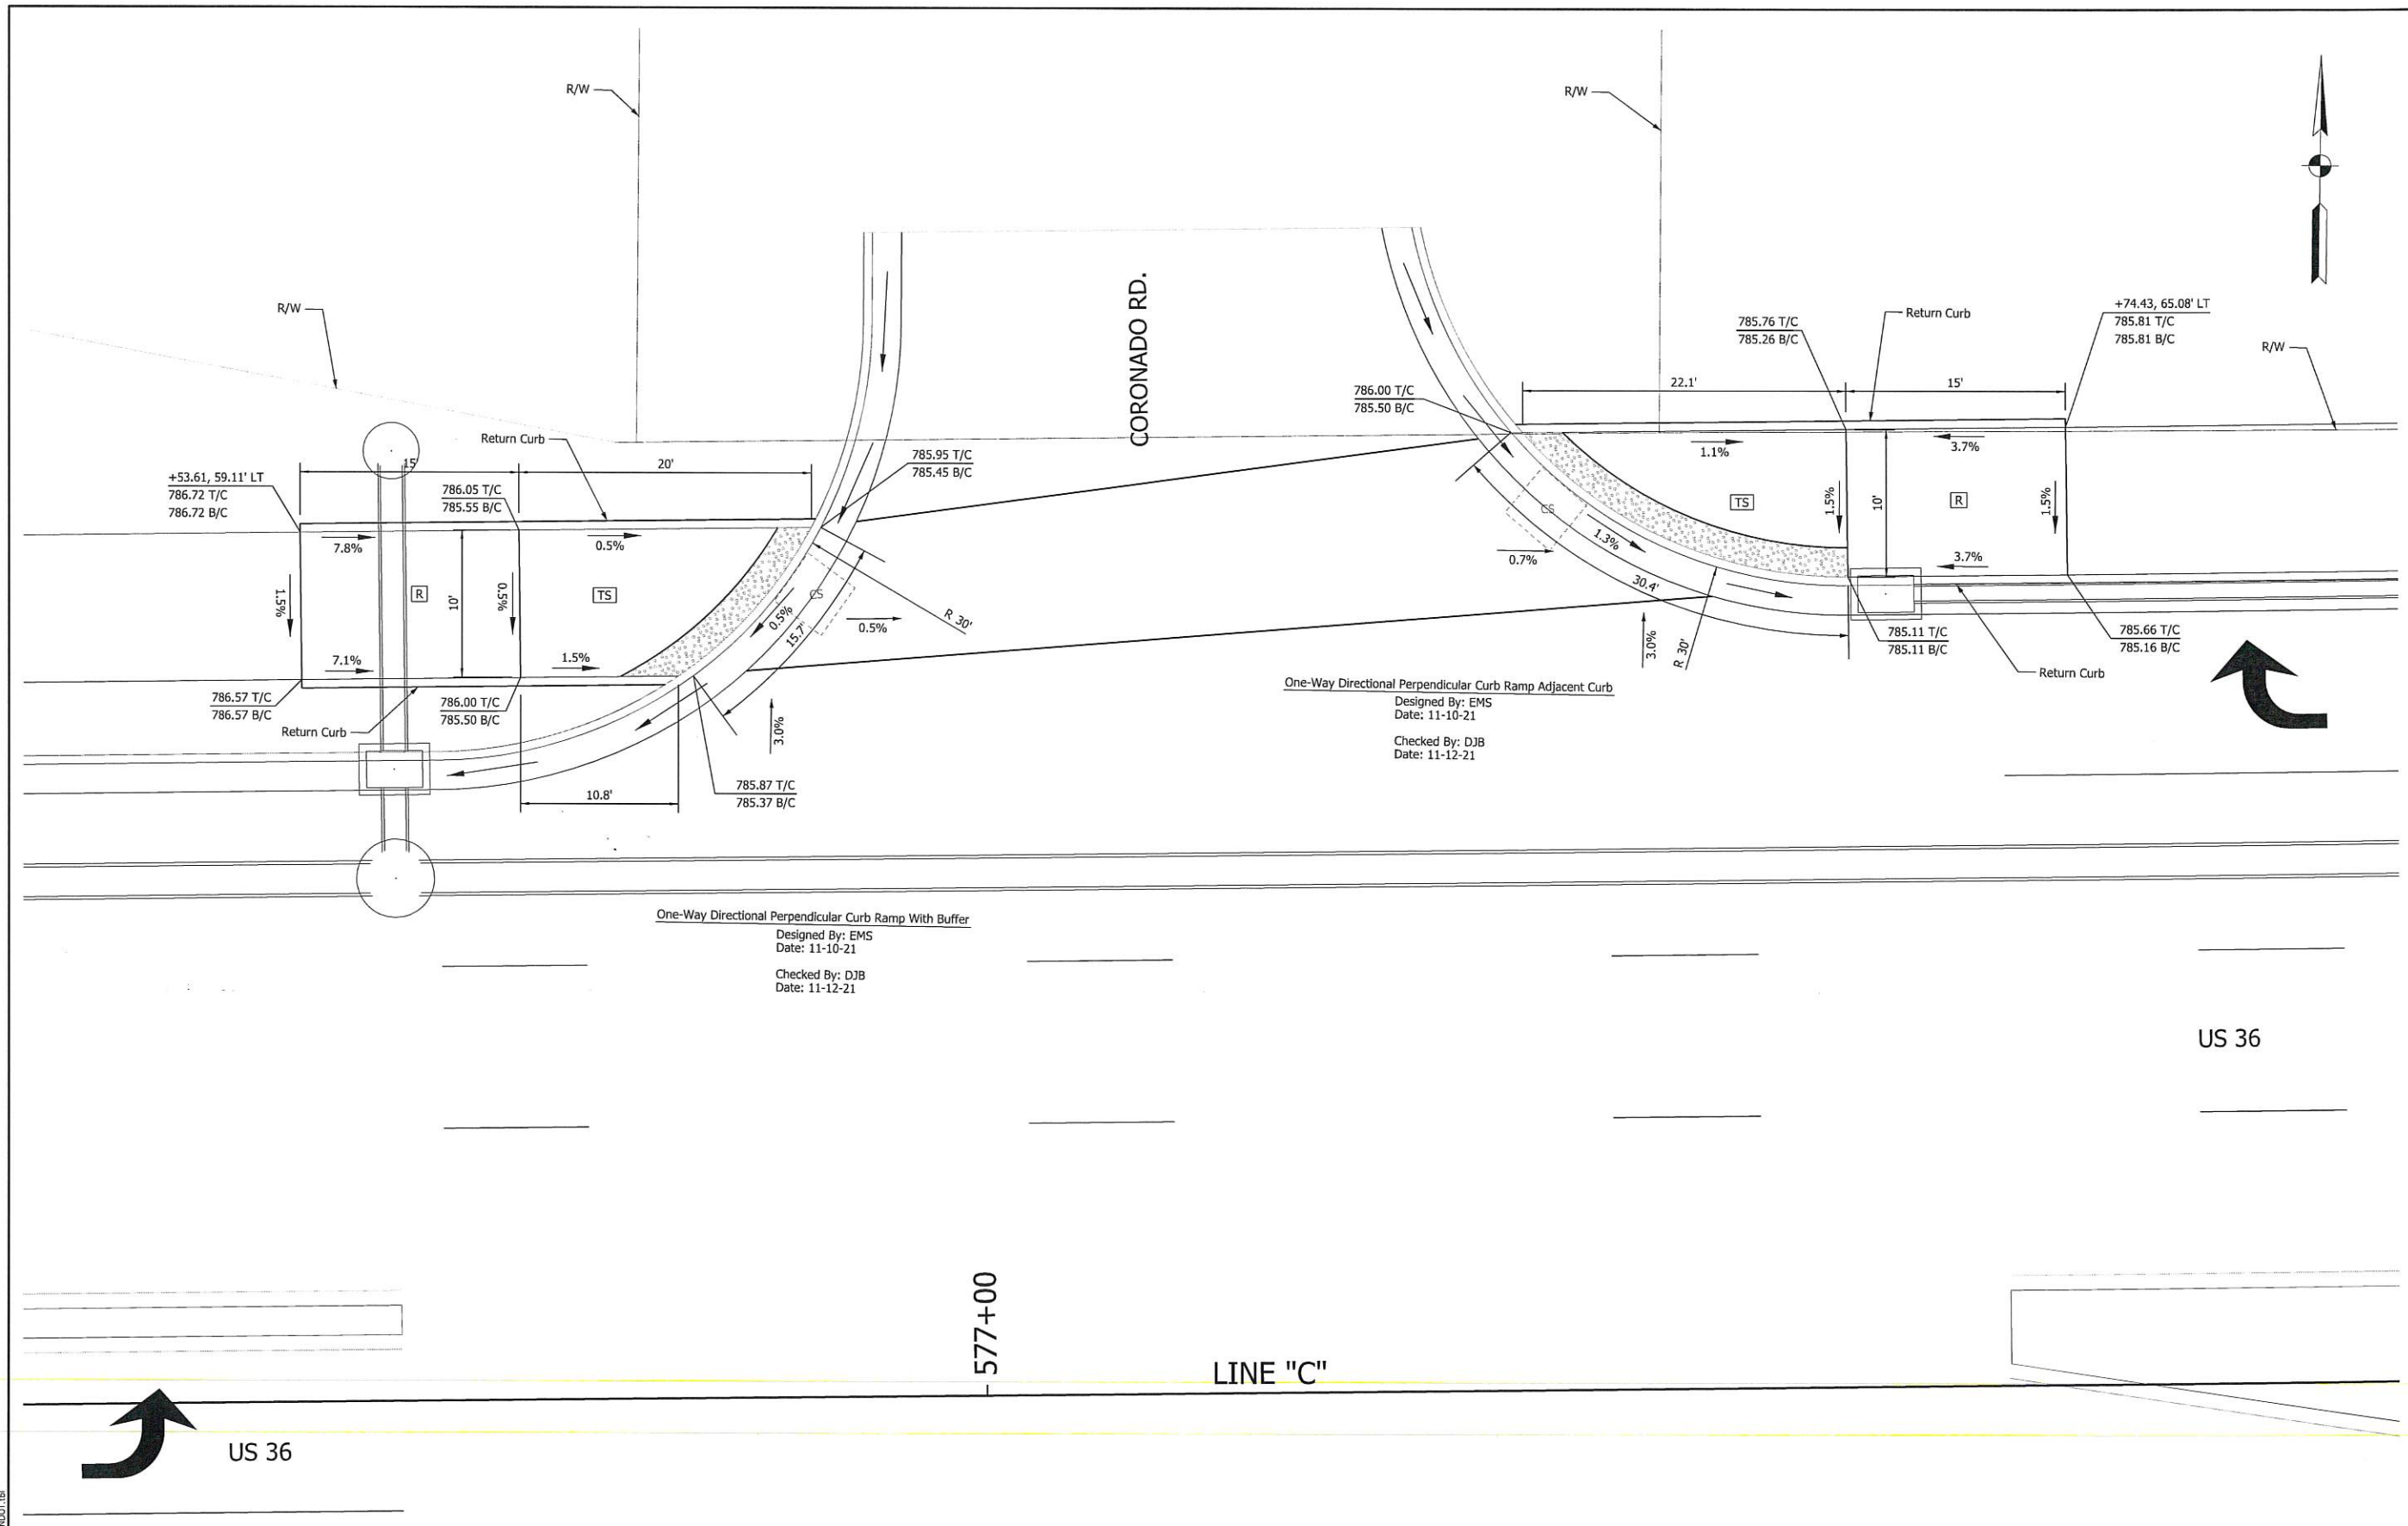 R/W
R/W
R/W
R/W
CORONADO RD.
Return Curb
+74.43, 65.08' LT
785.81 T/C
785.81 B/C
785.76 T/C
785.26 B/C
786.00 T/C
785.50 B/C
22.1'
15'
1.1%
3.7%
TS
1.5%
10'
R
1.5%
3.7%
CS
1.3%
0.7%
30.4'
R 30'
3.0%
785.11 T/C
785.11 B/C
785.66 T/C
785.16 B/C
Return Curb
Return Curb
15'
20'
+53.61, 59.11' LT
786.72 T/C
786.72 B/C
786.05 T/C
785.55 B/C
785.95 T/C
785.45 B/C
7.8%
0.5%
1.5%
R
10'
0.5%
TS
CS
0.5%
15.7'
0.5%
R 30'
7.1%
1.5%
786.57 T/C
786.57 B/C
786.00 T/C
785.50 B/C
Return Curb
3.0%
10.8'
785.87 T/C
785.37 B/C
One-Way Directional Perpendicular Curb Ramp Adjacent Curb
Designed By: EMS
Date: 11-10-21
Checked By: DJB
Date: 11-12-21
One-Way Directional Perpendicular Curb Ramp With Buffer
Designed By: EMS
Date: 11-10-21
Checked By: DJB
Date: 11-12-21
US 36
577+00
LINE "C"
US 36